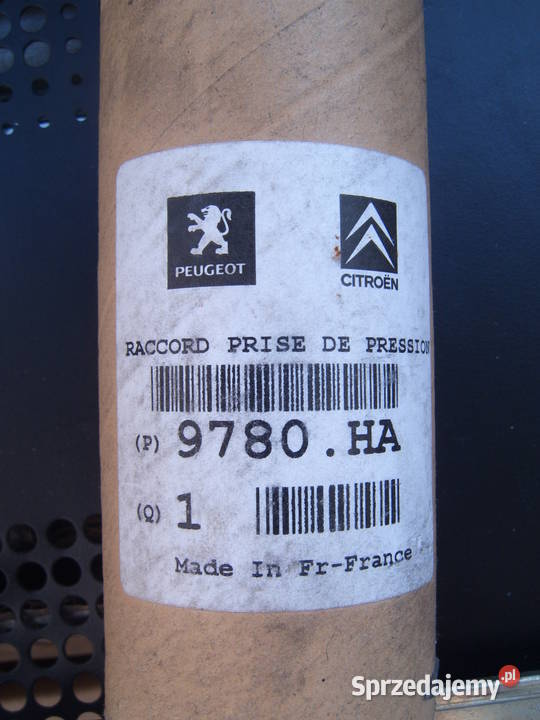 PEUGEOT
CITROËN
RACCORD PRISE DE PRESSION
(P) 9780.HA
(Q) 1
Made In Fr-France
Sprzedajemy.pl